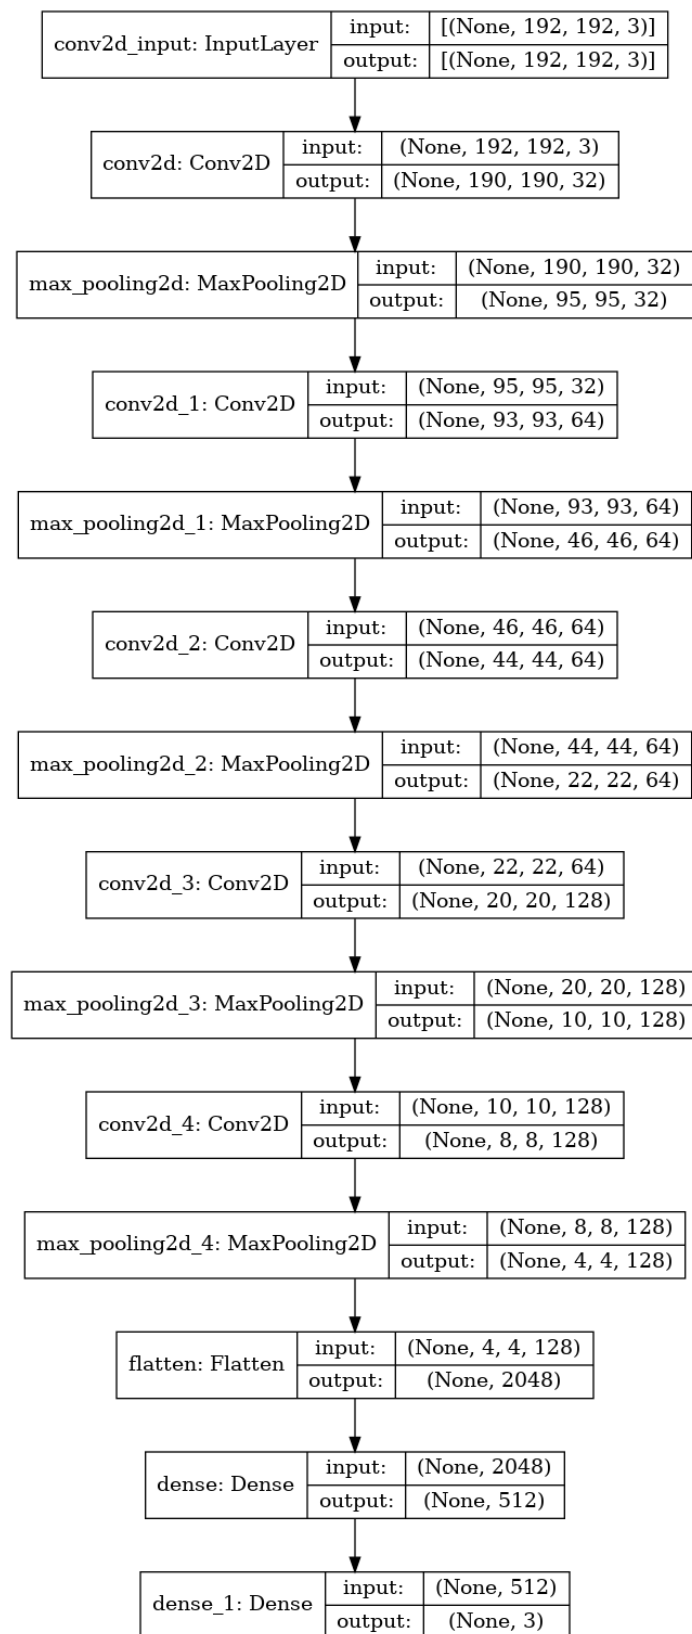 conv2d_input: InputLayer
input: [(None, 192, 192, 3)]
output: [(None, 192, 192, 3)]
conv2d: Conv2D
input: (None, 192, 192, 3)
output: (None, 190, 190, 32)
max_pooling2d: MaxPooling2D
input: (None, 190, 190, 32)
output: (None, 95, 95, 32)
conv2d_1: Conv2D
input: (None, 95, 95, 32)
output: (None, 93, 93, 64)
max_pooling2d_1: MaxPooling2D
input: (None, 93, 93, 64)
output: (None, 46, 46, 64)
conv2d_2: Conv2D
input: (None, 46, 46, 64)
output: (None, 44, 44, 64)
max_pooling2d_2: MaxPooling2D
input: (None, 44, 44, 64)
output: (None, 22, 22, 64)
conv2d_3: Conv2D
input: (None, 22, 22, 64)
output: (None, 20, 20, 128)
max_pooling2d_3: MaxPooling2D
input: (None, 20, 20, 128)
output: (None, 10, 10, 128)
conv2d_4: Conv2D
input: (None, 10, 10, 128)
output: (None, 8, 8, 128)
max_pooling2d_4: MaxPooling2D
input: (None, 8, 8, 128)
output: (None, 4, 4, 128)
flatten: Flatten
input: (None, 4, 4, 128)
output: (None, 2048)
dense: Dense
input: (None, 2048)
output: (None, 512)
dense_1: Dense
input: (None, 512)
output: (None, 3)